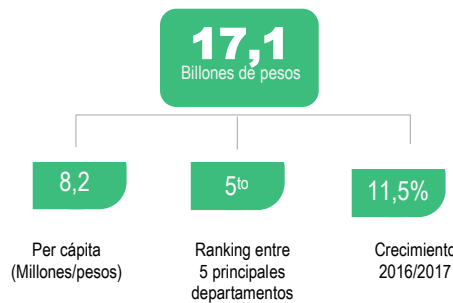 17,1
Billones de pesos
8,2
5to
11,5%
Per cápita
(Millones/pesos)
Ranking entre
5 principales
departamentos
Crecimiento
2016/2017